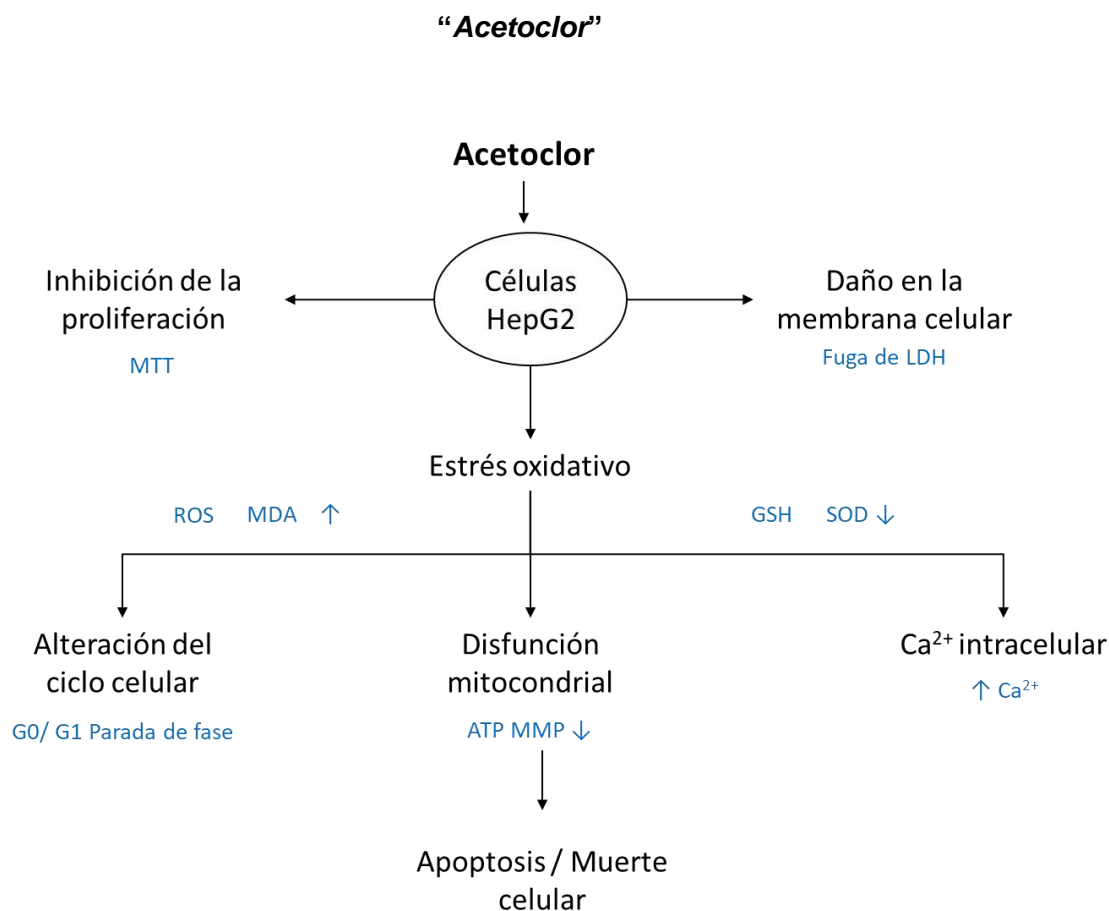 “Acetoclor”
Acetoclor
Células
HepG2
Inhibición de la
proliferación
MTT
Daño en la
membrana celular
Fuga de LDH
Estrés oxidativo
ROS MDA ↑
GSH SOD ↓
Alteración del
ciclo celular
G0/ G1 Parada de fase
Disfunción
mitocondrial
ATP MMP ↓
Ca²⁺ intracelular
↑ Ca²⁺
Apoptosis / Muerte
celular